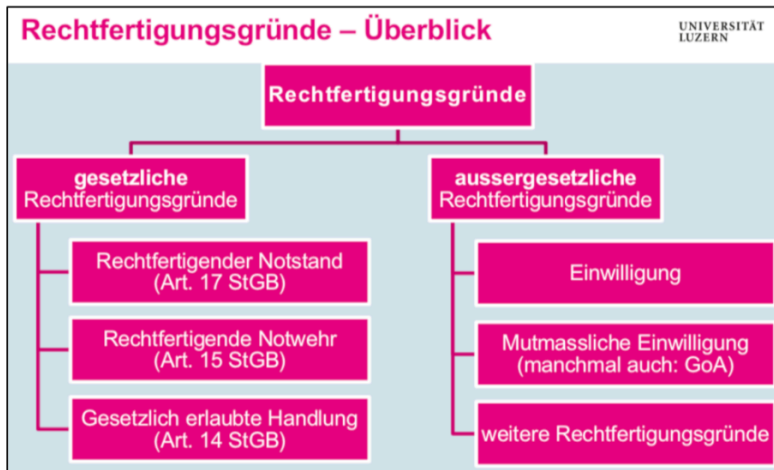 Rechtfertigungsgründe – Überblick
UNIVERSITÄT
LUZERN
Rechtfertigungsgründe
gesetzliche
Rechtfertigungsgründe
Rechtfertigender Notstand
(Art. 17 StGB)
Rechtfertigende Notwehr
(Art. 15 StGB)
Gesetzlich erlaubte Handlung
(Art. 14 StGB)
aussergesetzliche
Rechtfertigungsgründe
Einwilligung
Mutmassliche Einwilligung
(manchmal auch: GoA)
weitere Rechtfertigungsgründe